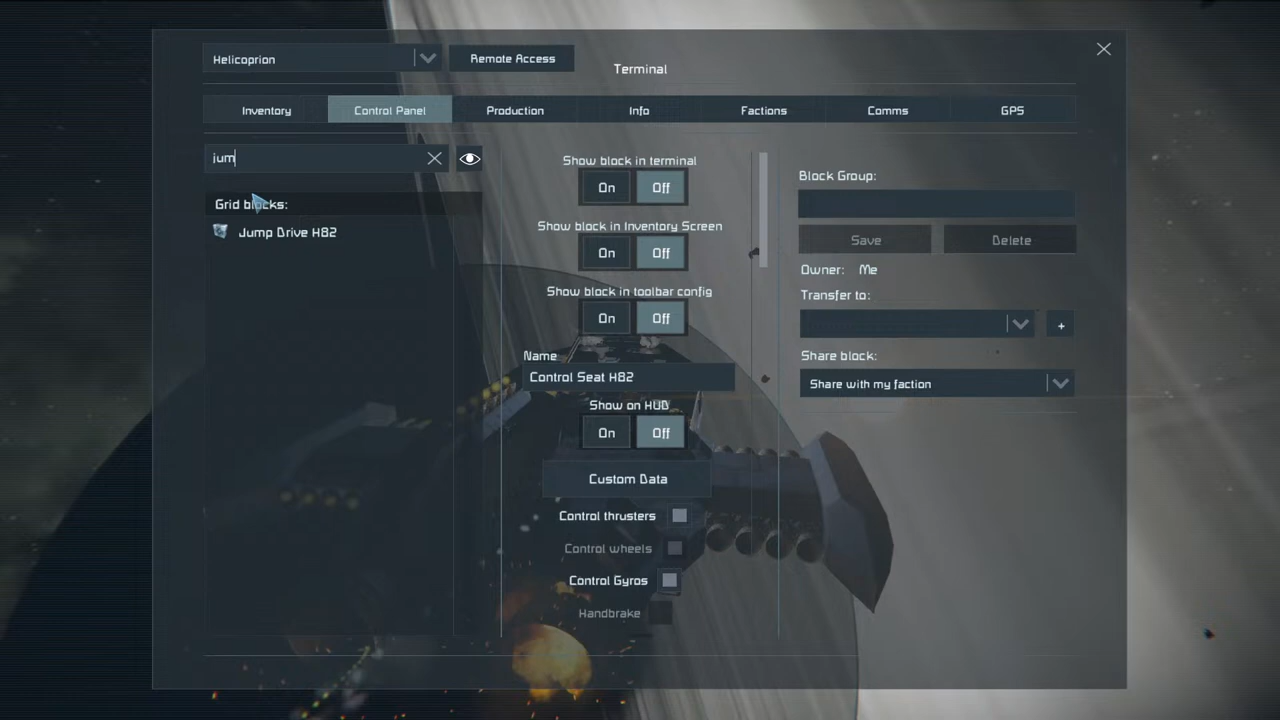 Helicoprion
Remote Access
Terminal
Inventory
Control Panel
Production
Info
Factions
Comms
GPS
jum
Grid blocks:
Jump Drive H82
Show block in terminal
On Off
Show block in Inventory Screen
On Off
Show block in toolbar config
On Off
Name
Control Seat H82
Show on HUD
On Off
Custom Data
Control thrusters
Control wheels
Control Gyros
Handbrake
Block Group:
Save
Delete
Owner: Me
Transfer to:
+
Share block:
Share with my faction